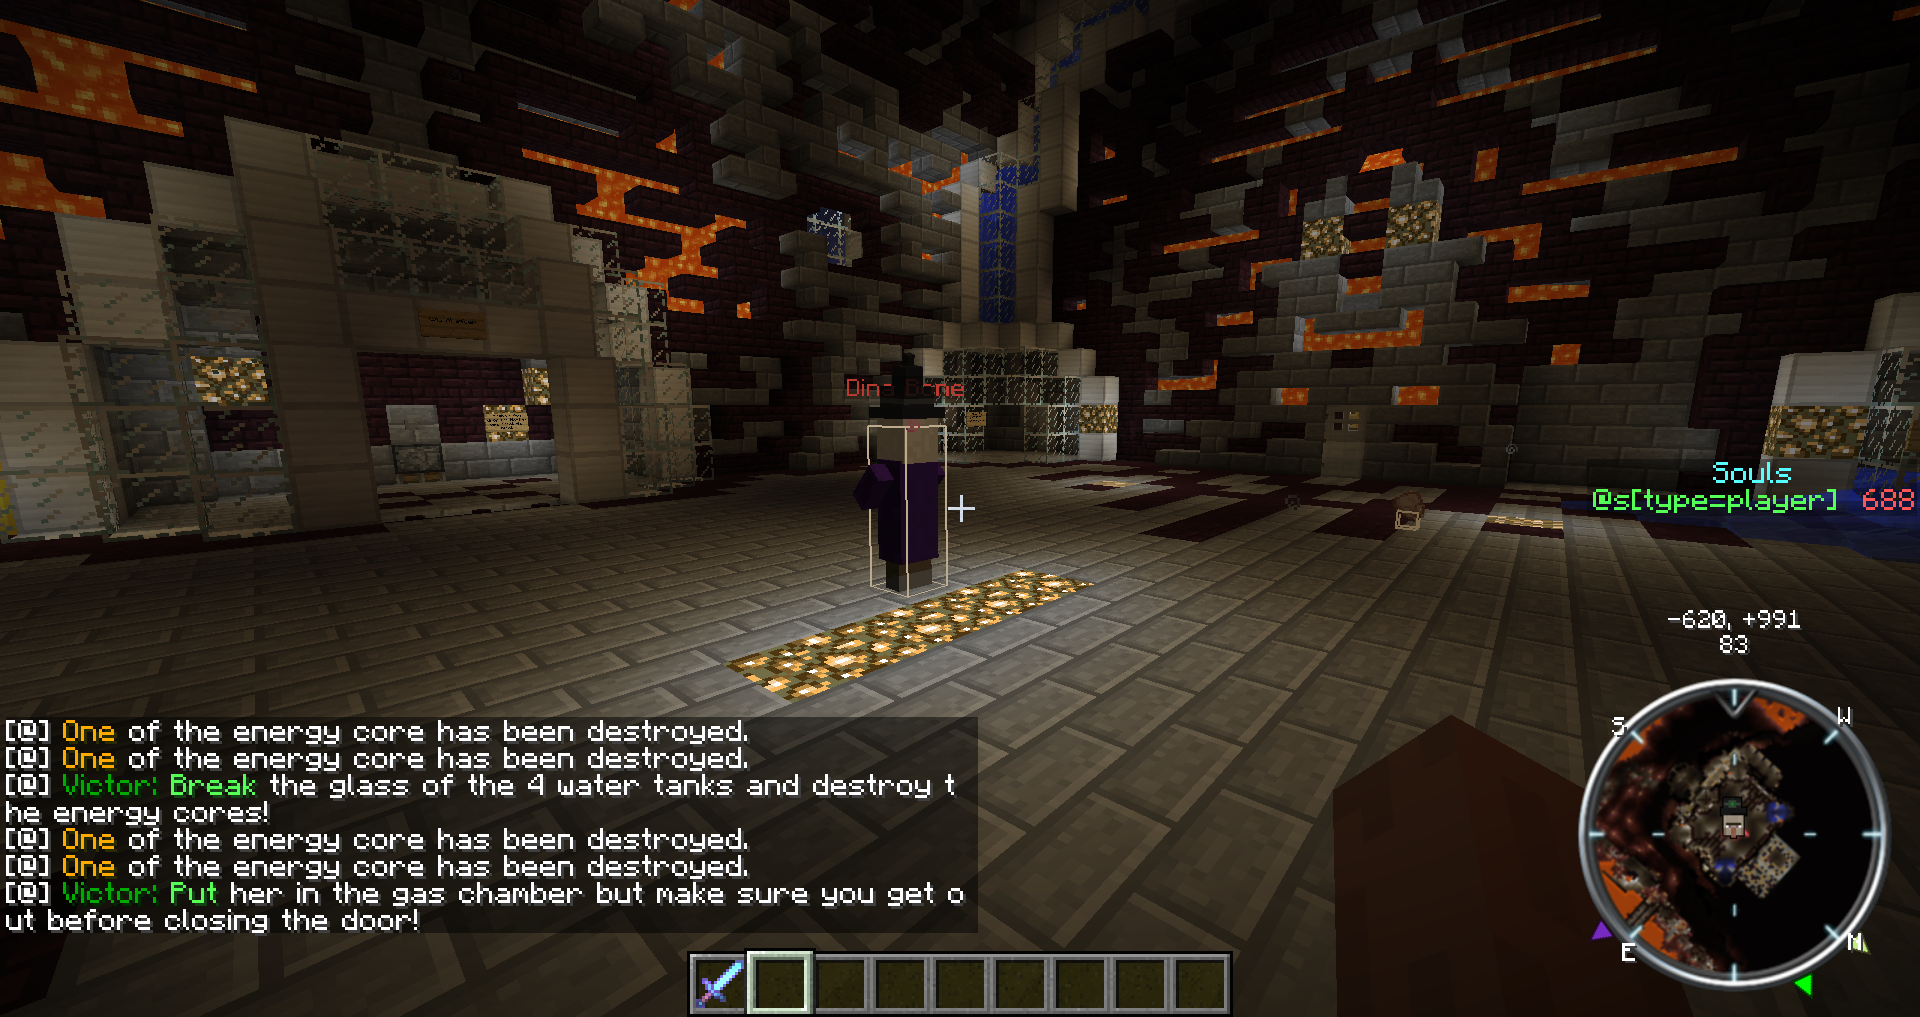 Dina Bone
Souls
@s[type=player] 688
-620, +991
83
S
W
E
N
[@] One of the energy core has been destroyed.
[@] One of the energy core has been destroyed.
[@] Victor: Break the glass of the 4 water tanks and destroy t
he energy cores!
[@] One of the energy core has been destroyed.
[@] One of the energy core has been destroyed.
[@] Victor: Put her in the gas chamber but make sure you get o
ut before closing the door!